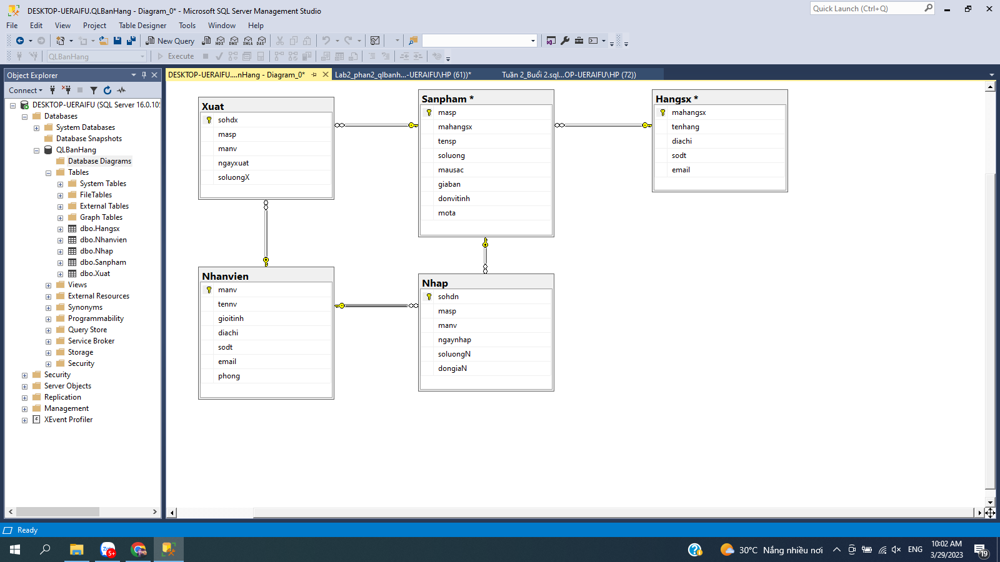 DESKTOP-UERAIFU.QLBanHang - Diagram_0* - Microsoft SQL Server Management Studio
Quick Launch (Ctrl+Q)
File Edit View Project Table Designer Tools Window Help
New Query
MDX DMX XMLA DAX
QLBanHang
Execute
Object Explorer
Connect
DESKTOP-UERAIFU (SQL Server 16.0.10
Databases
System Databases
Database Snapshots
QLBanHang
Database Diagrams
Tables
System Tables
FileTables
External Tables
Graph Tables
dbo.Hangsx
dbo.Nhanvien
dbo.Nhap
dbo.Sanpham
dbo.Xuat
Views
External Resources
Synonyms
Programmability
Query Store
Service Broker
Storage
Security
Security
Server Objects
Replication
Management
XEvent Profiler
DESKTOP-UERAIFU....nHang - Diagram_0*
Lab2_phan2_qlbanh...-UERAIFU\HP (61))*
Tuần 2_Buổi 2.sql...OP-UERAIFU\HP (72))
Xuat
sohdx
masp
manv
ngayxuat
soluongX
Sanpham *
masp
mahangsx
tensp
soluong
mausac
giaban
donvitinh
mota
Hangsx *
mahangsx
tenhang
diachi
sodt
email
Nhanvien
manv
tennv
gioitinh
diachi
sodt
email
phong
Nhap
sohdn
masp
manv
ngaynhap
soluongN
dongiaN
Ready
5+
30°C Nắng nhiều nơi
ENG
10:02 AM
3/29/2023
19